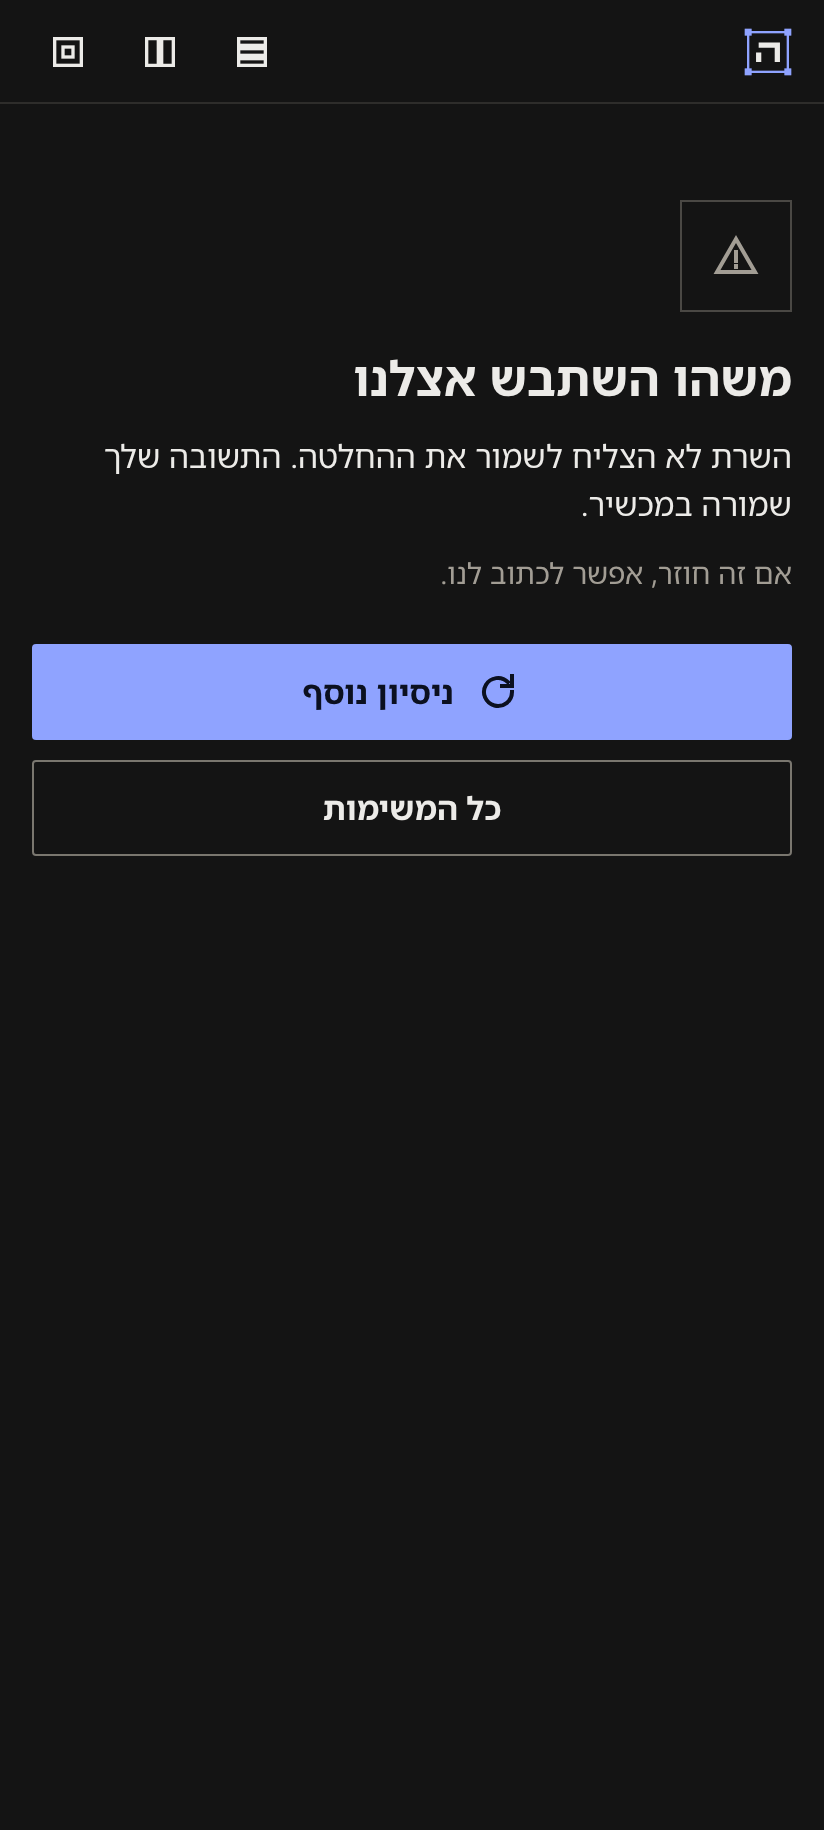 ה
משהו השתבש אצלנו
השרת לא הצליח לשמור את ההחלטה. התשובה שלך
שמורה במכשיר.
אם זה חוזר, אפשר לכתוב לנו.
ניסיון נוסף
כל המשימות